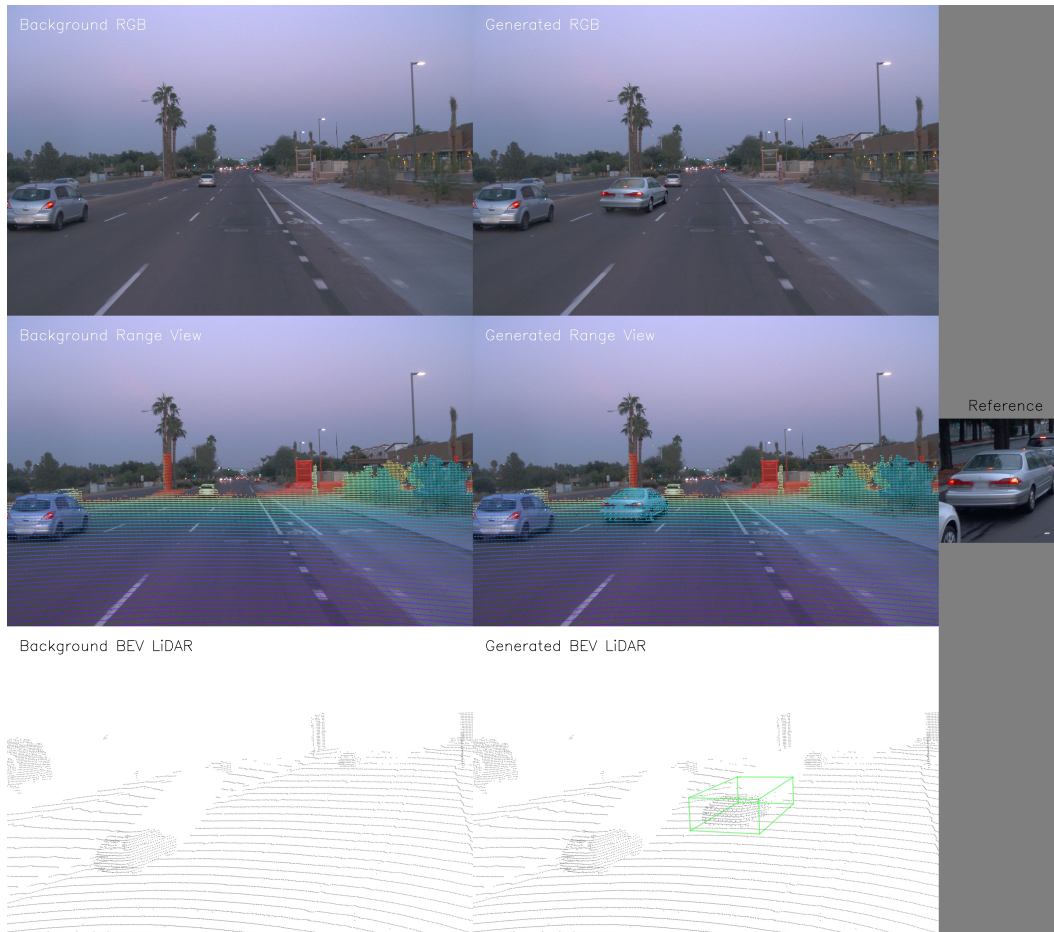 Background RGB
Generated RGB
Background Range View
Generated Range View
Reference
Background BEV LiDAR
Generated BEV LiDAR